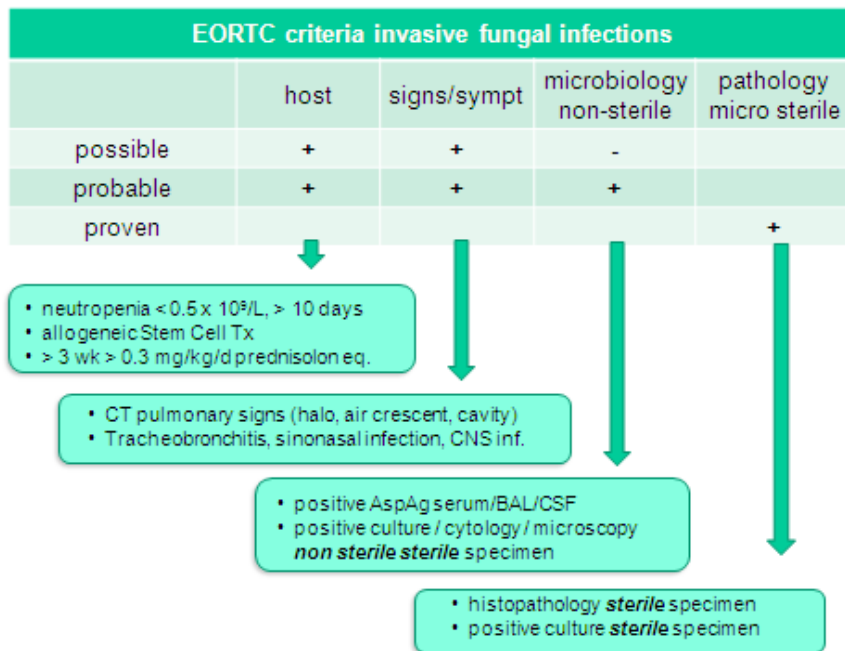 EORTC criteria invasive fungal infections
host signs/sympt microbiology non-sterile pathology micro sterile
possible + + -
probable + + +
proven +
• neutropenia < 0.5 x 10⁹/L, > 10 days
• allogeneic Stem Cell Tx
• > 3 wk > 0.3 mg/kg/d prednisolon eq.
• CT pulmonary signs (halo, air crescent, cavity)
• Tracheobronchitis, sinonasal infection, CNS inf.
• positive AspAg serum/BAL/CSF
• positive culture / cytology / microscopy
non sterile sterile specimen
• histopathology sterile specimen
• positive culture sterile specimen